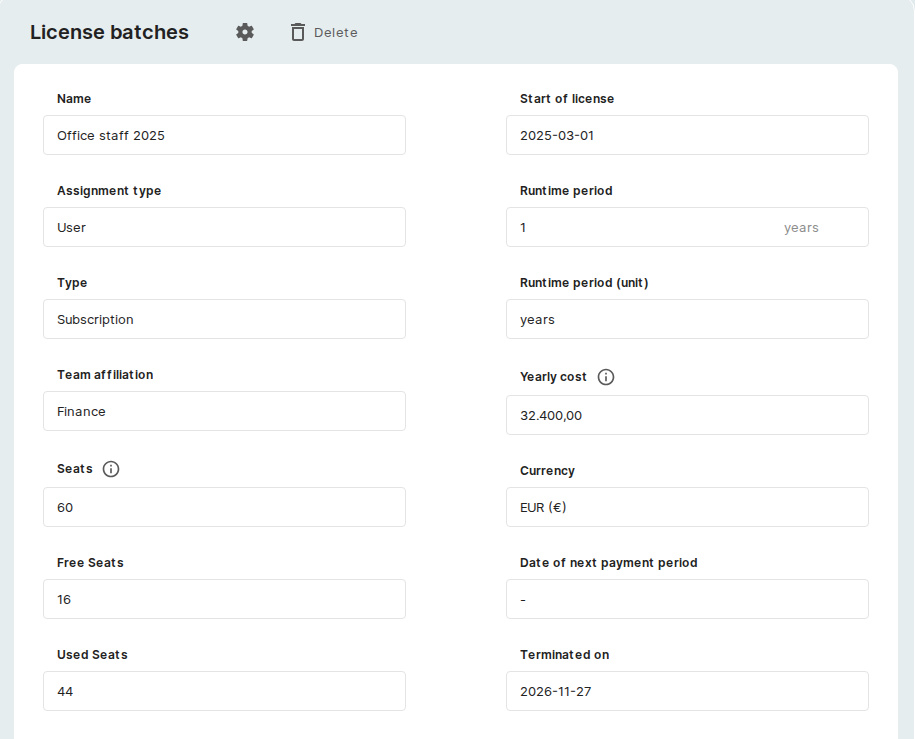 License batches
Delete
Name
Office staff 2025
Assignment type
User
Type
Subscription
Team affiliation
Finance
Seats
60
Free Seats
16
Used Seats
44
Start of license
2025-03-01
Runtime period
1 years
Runtime period (unit)
years
Yearly cost
32.400,00
Currency
EUR (€)
Date of next payment period
-
Terminated on
2026-11-27